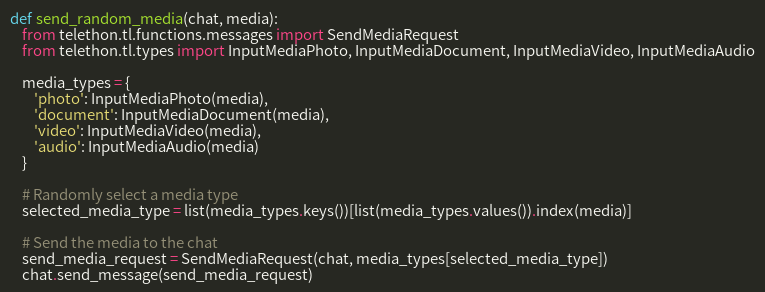 def send_random_media(chat, media):
from telethon.tl.functions.messages import SendMediaRequest
from telethon.tl.types import InputMediaPhoto, InputMediaDocument, InputMediaVideo, InputMediaAudio
media_types = {
'photo': InputMediaPhoto(media),
'document': InputMediaDocument(media),
'video': InputMediaVideo(media),
'audio': InputMediaAudio(media)
}
# Randomly select a media type
selected_media_type = list(media_types.keys())[list(media_types.values()).index(media)]
# Send the media to the chat
send_media_request = SendMediaRequest(chat, media_types[selected_media_type])
chat.send_message(send_media_request)